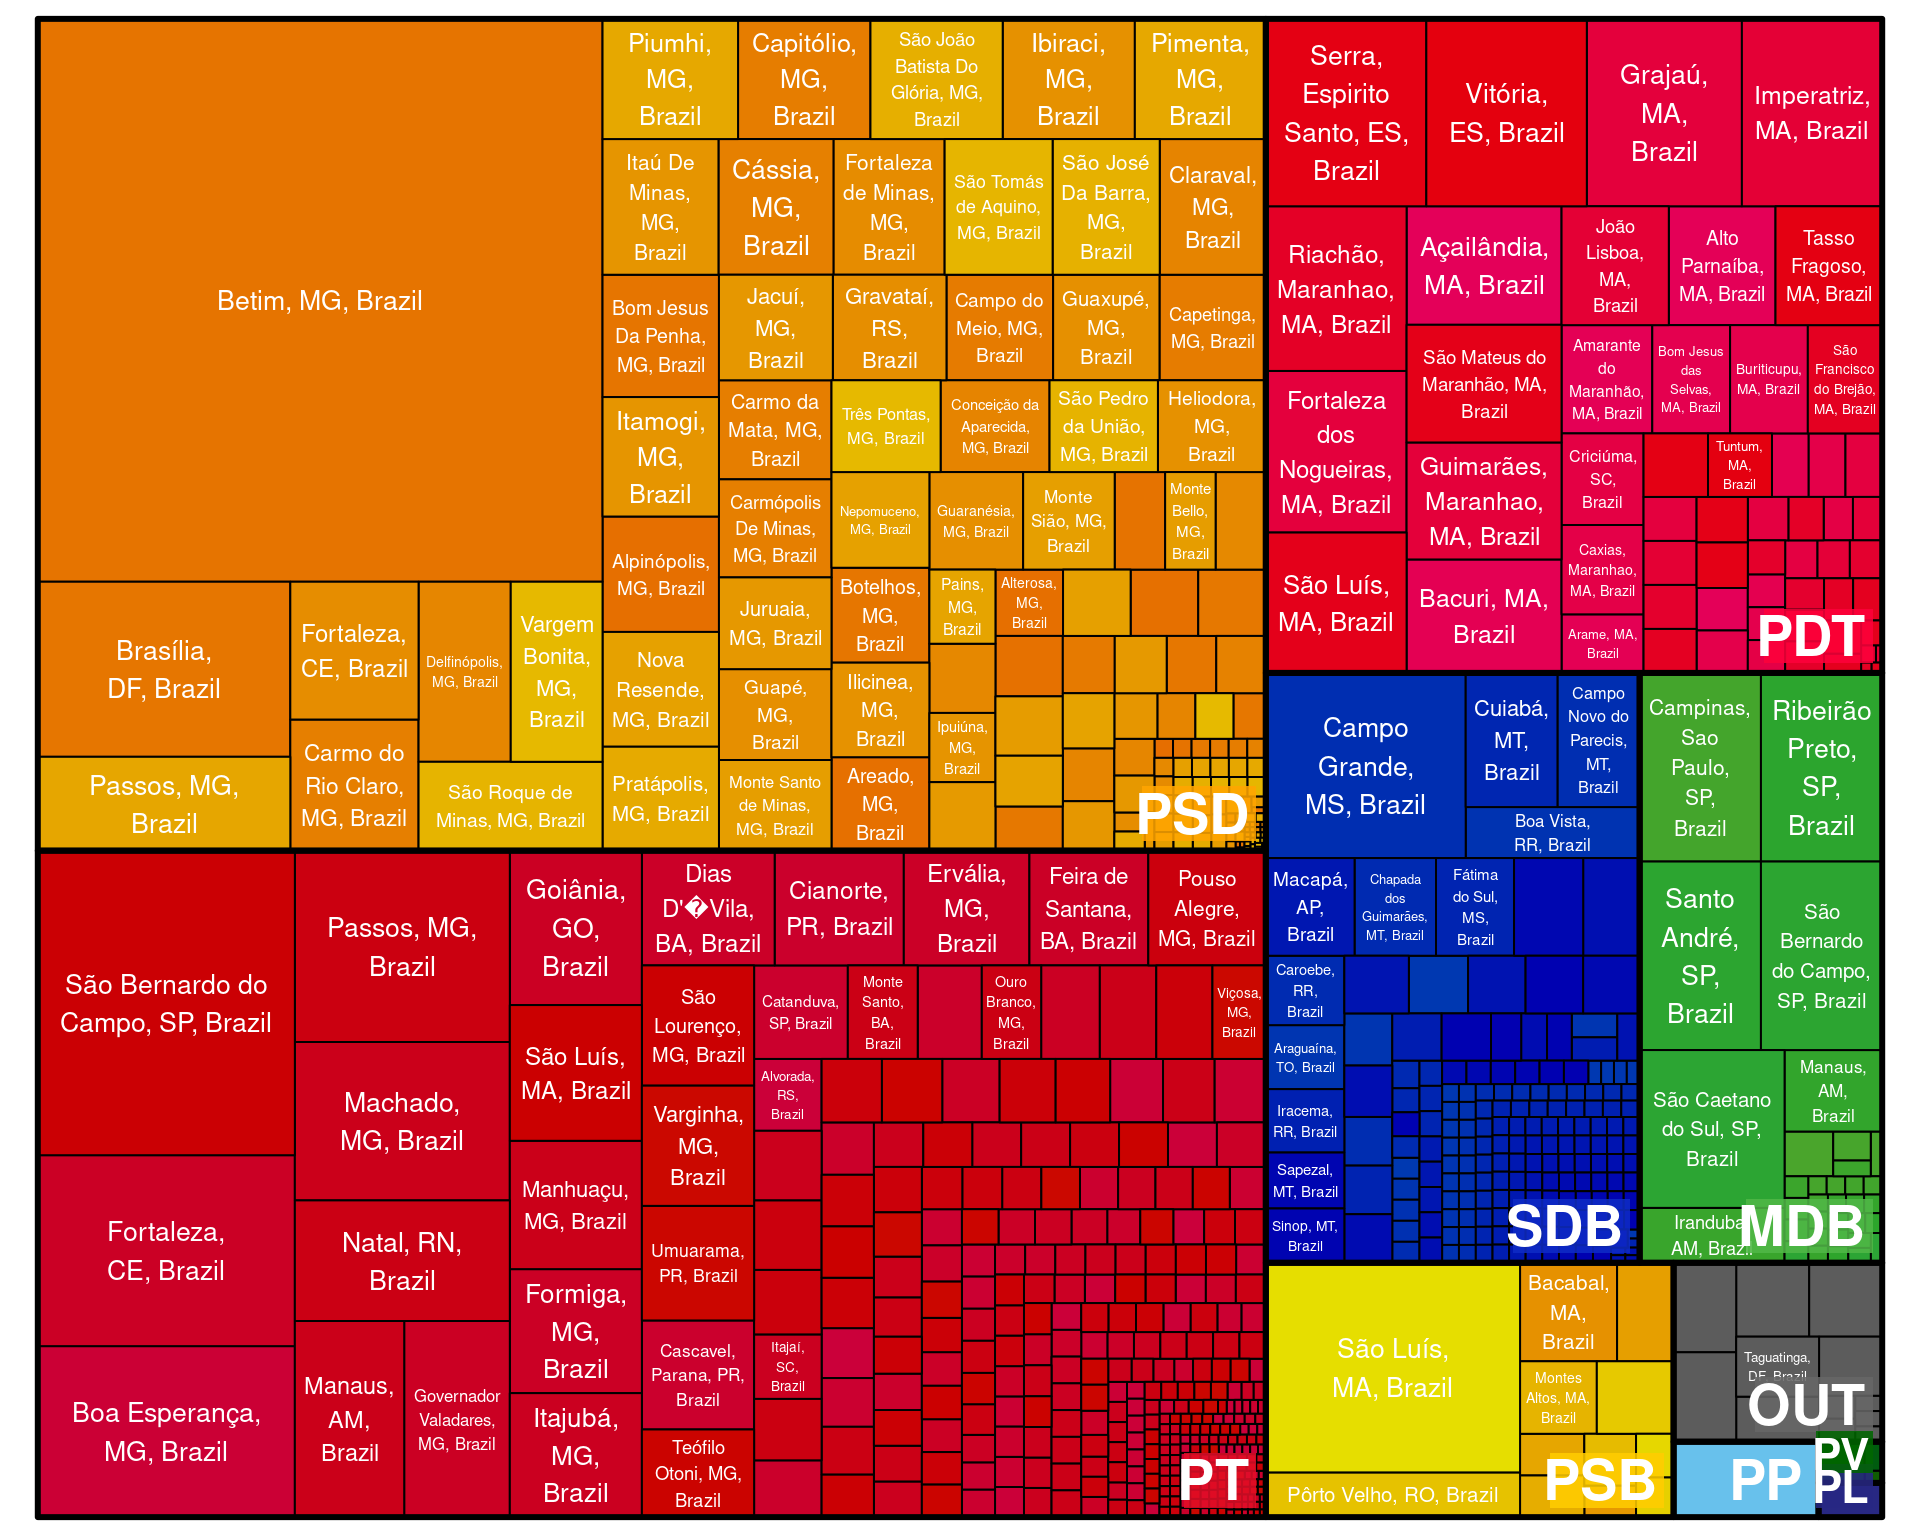 Betim, MG, Brazil
Brasília,
DF, Brazil
Passos, MG,
Brazil
Fortaleza,
CE, Brazil
Carmo do
Rio Claro,
MG, Brazil
Delfinópolis,
MG, Brazil
Vargem
Bonita,
MG,
Brazil
São Roque de
Minas, MG, Brazil
Piumhi,
MG,
Brazil
Capitólio,
MG,
Brazil
São João
Batista Do
Glória, MG,
Brazil
Ibiraci,
MG,
Brazil
Pimenta,
MG,
Brazil
Itaú De
Minas,
MG,
Brazil
Cássia,
MG,
Brazil
Fortaleza
de Minas,
MG,
Brazil
São Tomás
de Aquino,
MG, Brazil
São José
Da Barra,
MG,
Brazil
Claraval,
MG,
Brazil
Bom Jesus
Da Penha,
MG, Brazil
Jacuí,
MG,
Brazil
Gravataí,
RS,
Brazil
Campo do
Meio, MG,
Brazil
Guaxupé,
MG,
Brazil
Capetinga,
MG, Brazil
Itamogi,
MG,
Brazil
Carmo da
Mata, MG,
Brazil
Três Pontas,
MG, Brazil
Conceição da
Aparecida,
MG, Brazil
São Pedro
da União,
MG, Brazil
Heliodora,
MG,
Brazil
Alpinópolis,
MG, Brazil
Carmópolis
De Minas,
MG, Brazil
Nepomuceno,
MG, Brazil
Guaranésia,
MG, Brazil
Monte
Sião, MG,
Brazil
Monte
Bello,
MG,
Brazil
Juruaia,
MG, Brazil
Botelhos,
MG,
Brazil
Pains,
MG,
Brazil
Alterosa,
MG,
Brazil
Nova
Resende,
MG, Brazil
Guapé,
MG,
Brazil
Ilicinea,
MG,
Brazil
Ipuiúna,
MG,
Brazil
Pratápolis,
MG, Brazil
Monte Santo
de Minas,
MG, Brazil
Areado,
MG,
Brazil
PSD
Serra,
Espirito
Santo, ES,
Brazil
Vitória,
ES, Brazil
Grajaú,
MA,
Brazil
Imperatriz,
MA, Brazil
Riachão,
Maranhao,
MA, Brazil
Açailândia,
MA, Brazil
João
Lisboa,
MA,
Brazil
Alto
Parnaíba,
MA, Brazil
Tasso
Fragoso,
MA, Brazil
São Mateus do
Maranhão, MA,
Brazil
Amarante
do
Maranhão,
MA, Brazil
Bom Jesus
das
Selvas,
MA, Brazil
Buriticupu,
MA, Brazil
São
Francisco
do Brejão,
MA, Brazil
Fortaleza
dos
Nogueiras,
MA, Brazil
Guimarães,
Maranhao,
MA, Brazil
Criciúma,
SC,
Brazil
Tuntum,
MA,
Brazil
São Luís,
MA, Brazil
Bacuri, MA,
Brazil
Caxias,
Maranhao,
MA, Brazil
Arame, MA,
Brazil
PDT
São Bernardo do
Campo, SP, Brazil
Fortaleza,
CE, Brazil
Boa Esperança,
MG, Brazil
Passos, MG,
Brazil
Machado,
MG, Brazil
Natal, RN,
Brazil
Manaus,
AM,
Brazil
Governador
Valadares,
MG, Brazil
Goiânia,
GO,
Brazil
São Luís,
MA, Brazil
Manhuaçu,
MG, Brazil
Formiga,
MG,
Brazil
Itajubá,
MG,
Brazil
Dias
D'�Vila,
BA, Brazil
Cianorte,
PR, Brazil
Ervália,
MG,
Brazil
Feira de
Santana,
BA, Brazil
Pouso
Alegre,
MG, Brazil
São
Lourenço,
MG, Brazil
Catanduva,
SP, Brazil
Monte
Santo,
BA,
Brazil
Ouro
Branco,
MG,
Brazil
Viçosa,
MG,
Brazil
Varginha,
MG,
Brazil
Alvorada,
RS,
Brazil
Umuarama,
PR, Brazil
Cascavel,
Parana, PR,
Brazil
Itajaí,
SC,
Brazil
Teófilo
Otoni, MG,
Brazil
PT
Campo
Grande,
MS, Brazil
Cuiabá,
MT,
Brazil
Campo
Novo do
Parecis,
MT,
Brazil
Boa Vista,
RR, Brazil
Macapá,
AP,
Brazil
Chapada
dos
Guimarães,
MT, Brazil
Fátima
do Sul,
MS,
Brazil
Caroebe,
RR,
Brazil
Araguaína,
TO, Brazil
Iracema,
RR, Brazil
Sapezal,
MT, Brazil
Sinop, MT,
Brazil
SDB
Campinas,
Sao
Paulo,
SP,
Brazil
Ribeirão
Preto,
SP,
Brazil
Santo
André,
SP,
Brazil
São
Bernardo
do Campo,
SP, Brazil
São Caetano
do Sul, SP,
Brazil
Manaus,
AM,
Brazil
Iranduba,
AM, Brazil
MDB
São Luís,
MA, Brazil
Pôrto Velho, RO, Brazil
Bacabal,
MA,
Brazil
Montes
Altos, MA,
Brazil
PSB
Taguatinga,
DF, Brazil
OUT
PP
PV
PL